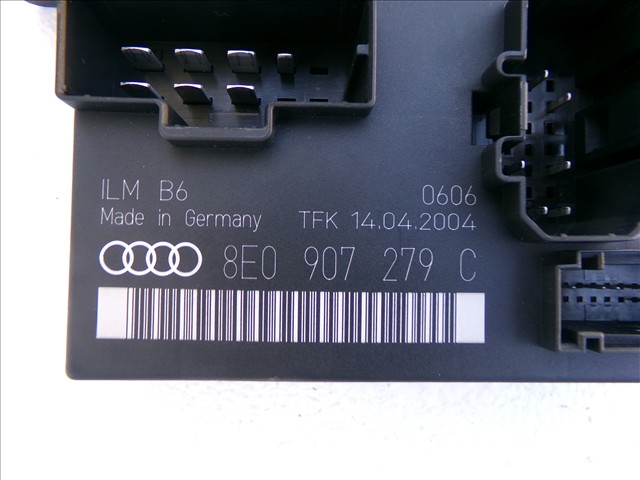 ILM B6 0606
Made in Germany TFK 14.04.2004
8E0 907 279 C